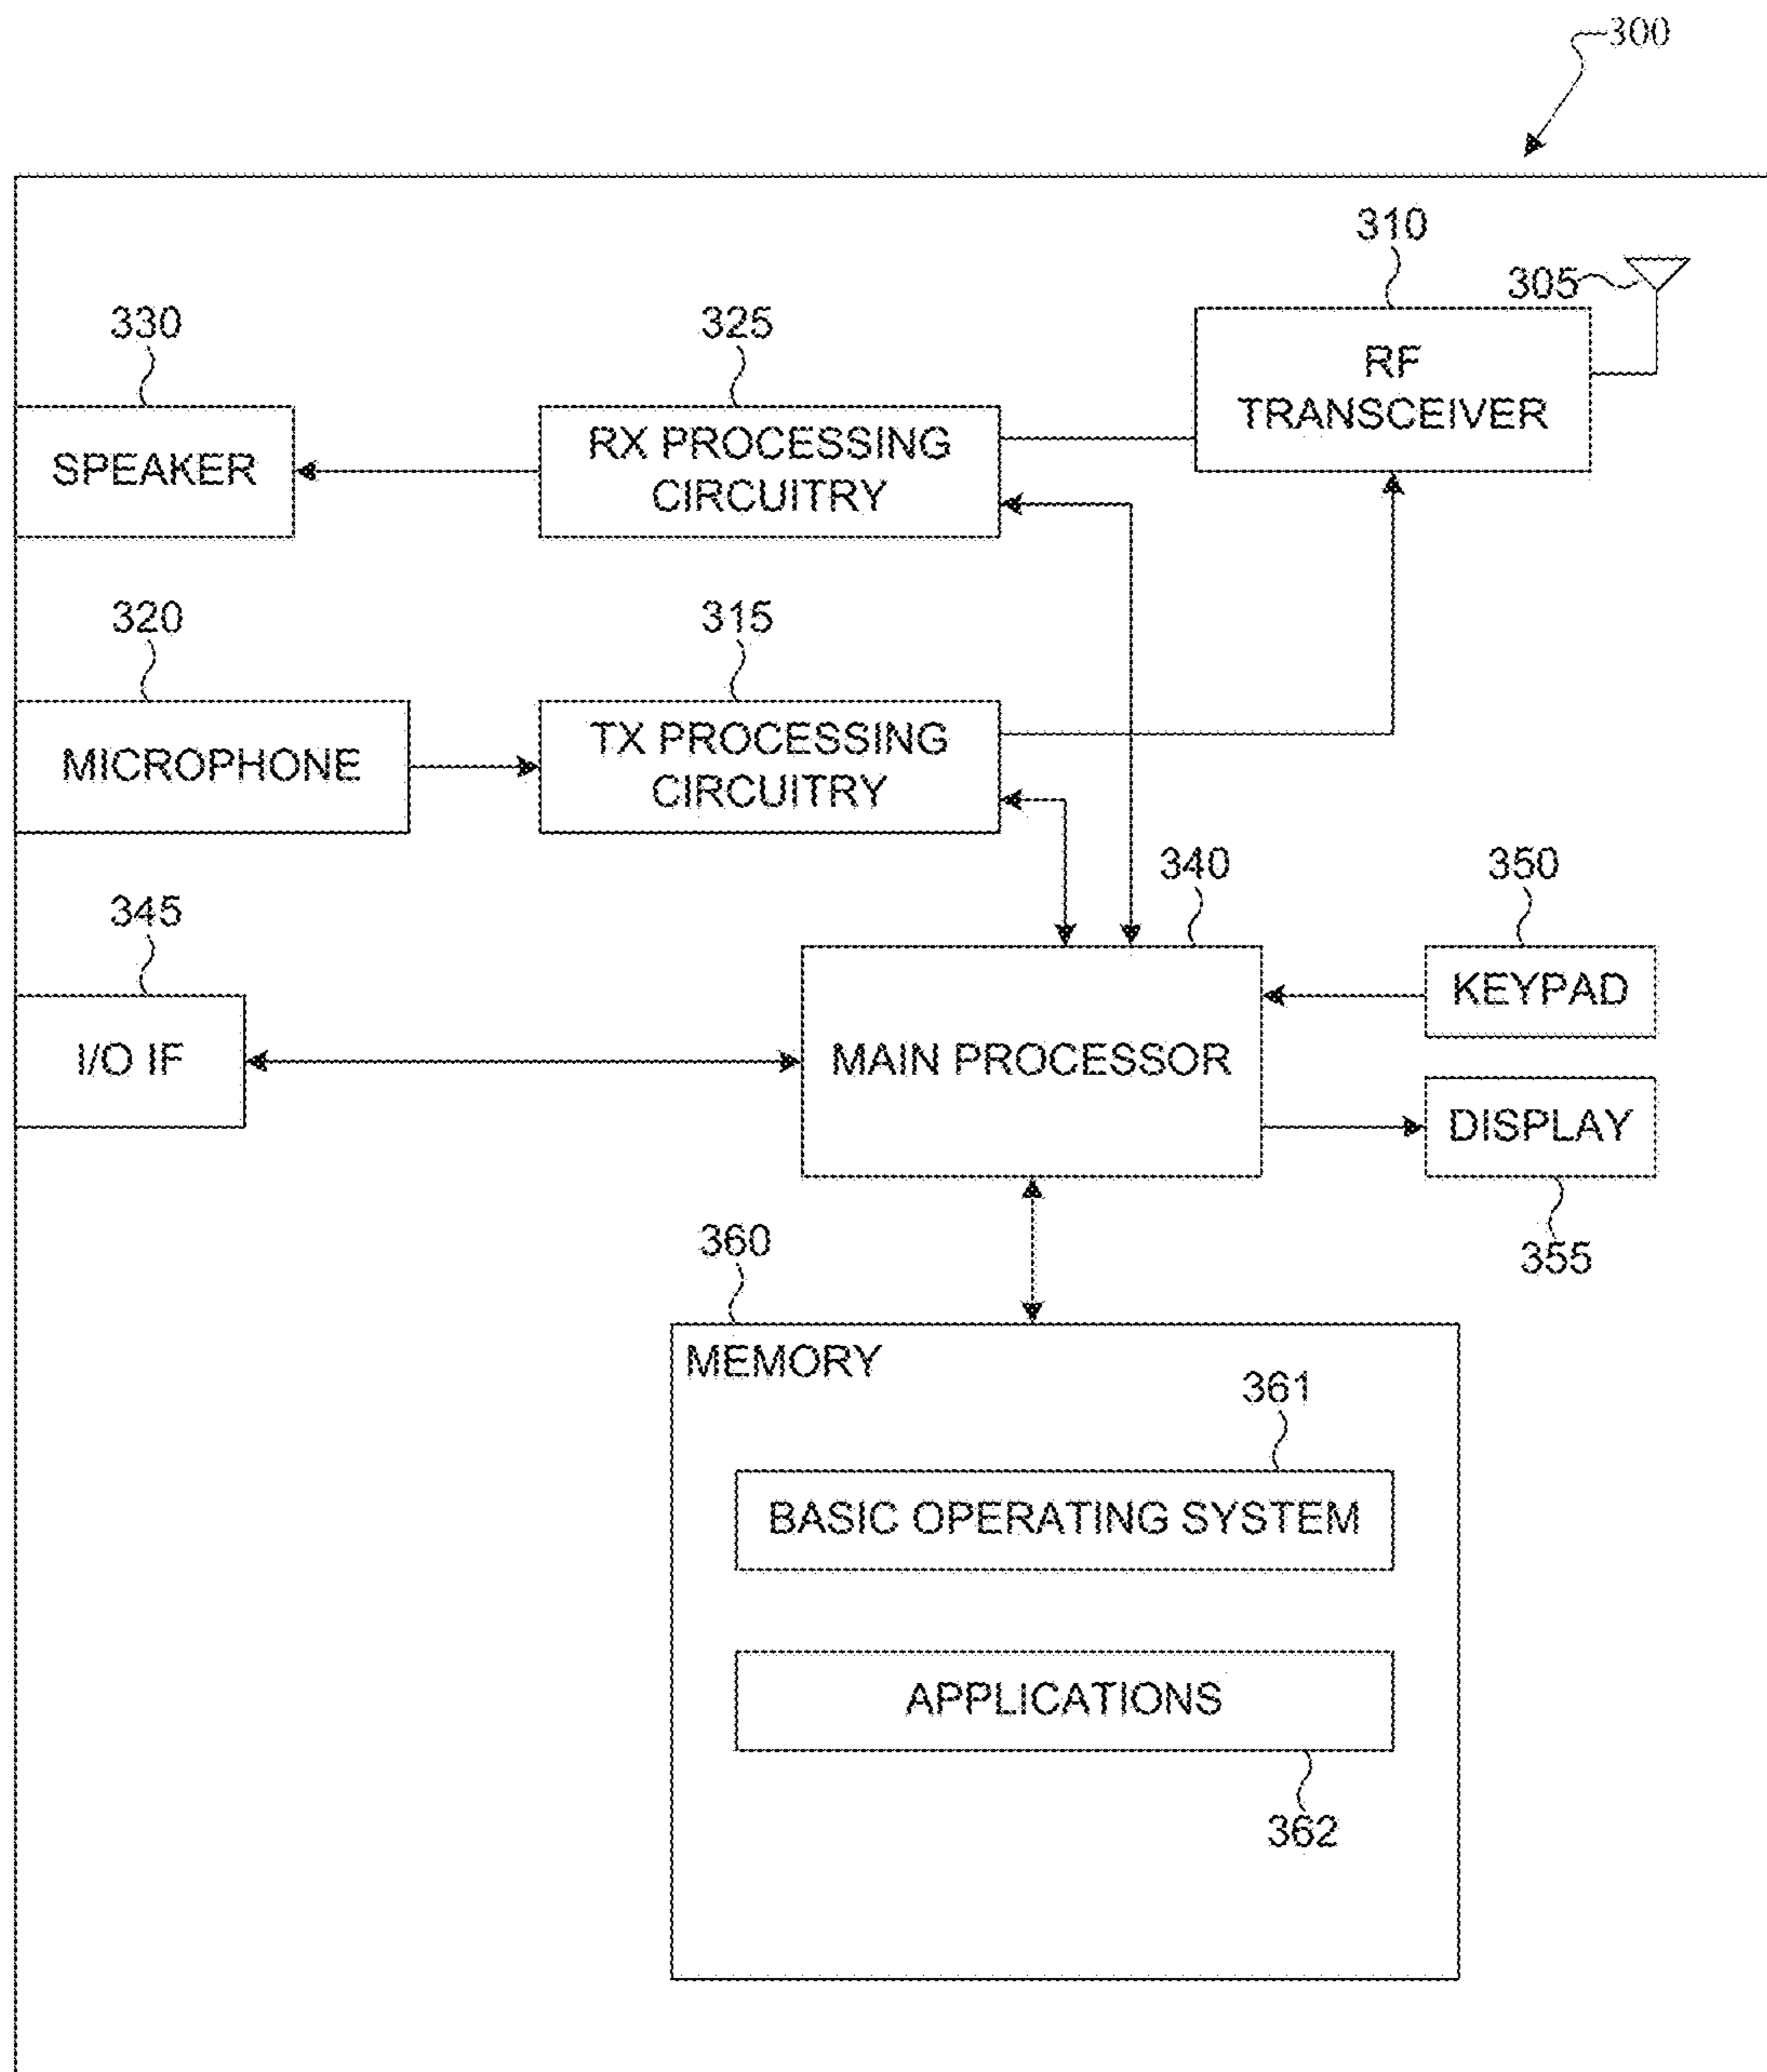 300
310
305
330
325
RF
TRANSCEIVER
SPEAKER
RX PROCESSING
CIRCUITRY
320
315
MICROPHONE
TX PROCESSING
CIRCUITRY
345
340
350
I/O IF
MAIN PROCESSOR
KEYPAD
DISPLAY
355
360
MEMORY
361
BASIC OPERATING SYSTEM
APPLICATIONS
362